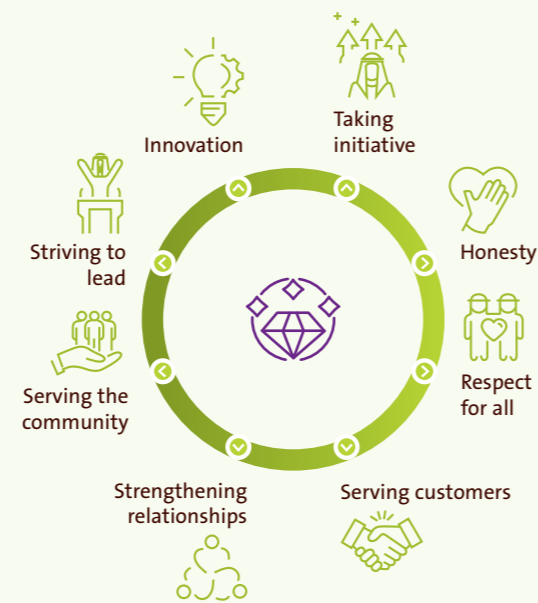 Innovation
Taking
initiative
Striving to
lead
Honesty
Serving the
community
Respect
for all
Strengthening
relationships
Serving customers